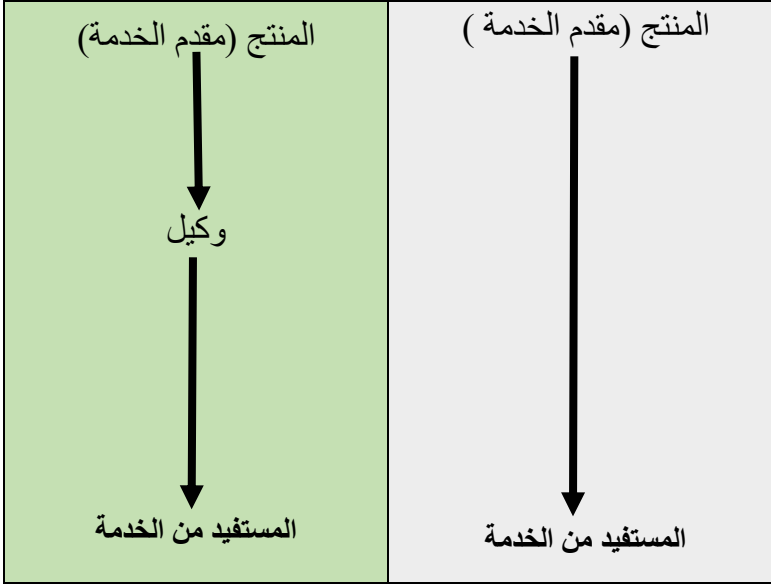 المنتج (مقدم الخدمة )
المستفيد من الخدمة
المنتج (مقدم الخدمة)
وكيل
المستفيد من الخدمة